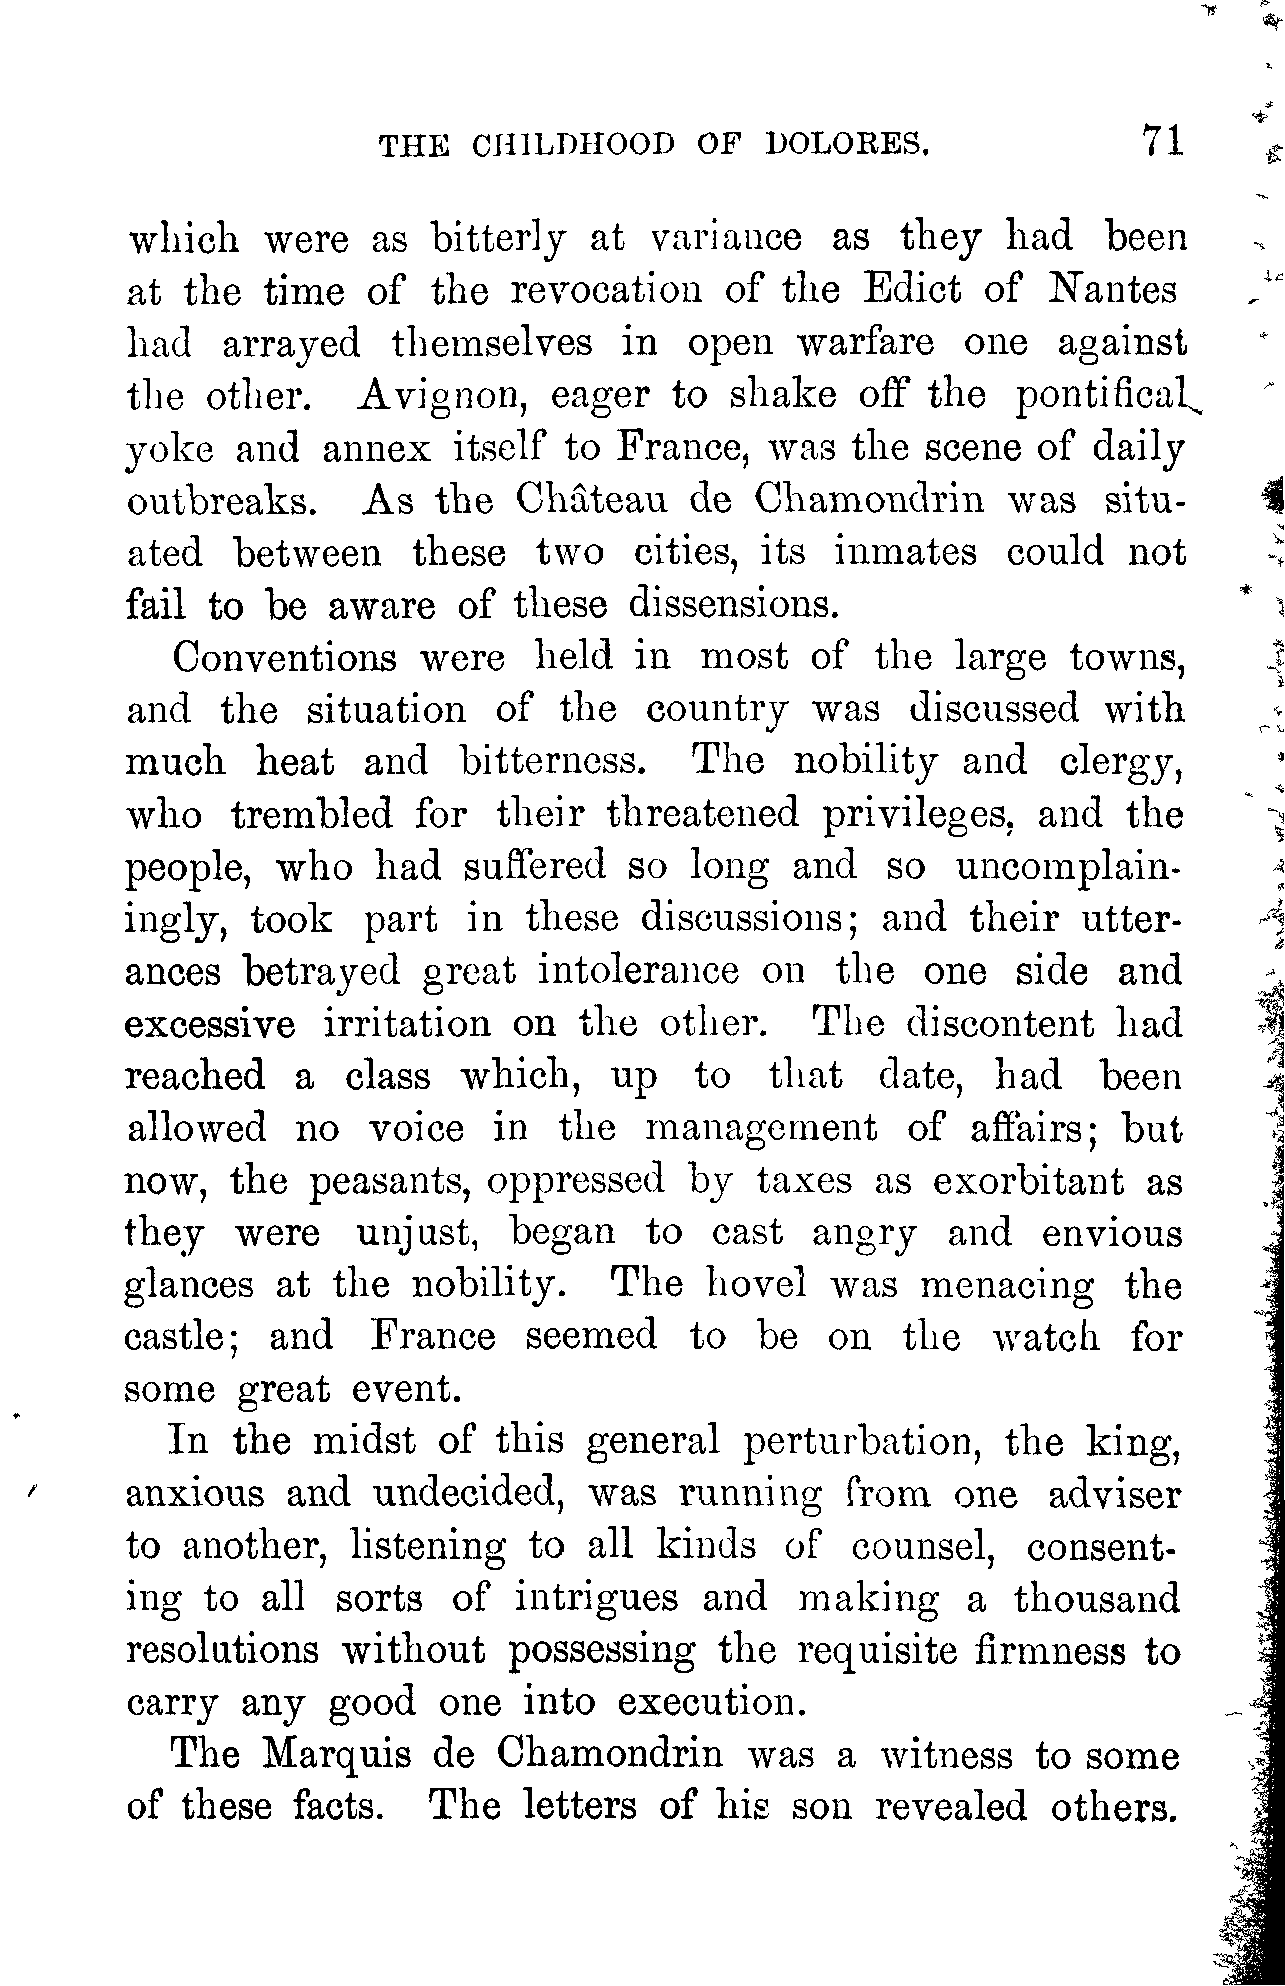 THE CHILDHOOD OF DOLORES. 71
which were as bitterly at variance as they had been
at the time of the revocation of the Edict of Nantes
had arrayed themselves in open warfare one against
the other. Avignon, eager to shake off the pontifical
yoke and annex itself to France, was the scene of daily
outbreaks. As the Château de Chamondrin was situ-
ated between these two cities, its inmates could not
fail to be aware of these dissensions.
Conventions were held in most of the large towns,
and the situation of the country was discussed with
much heat and bitterness. The nobility and clergy,
who trembled for their threatened privileges, and the
people, who had suffered so long and so uncomplain-
ingly, took part in these discussions; and their utter-
ances betrayed great intolerance on the one side and
excessive irritation on the other. The discontent had
reached a class which, up to that date, had been
allowed no voice in the management of affairs; but
now, the peasants, oppressed by taxes as exorbitant as
they were unjust, began to cast angry and envious
glances at the nobility. The hovel was menacing the
castle; and France seemed to be on the watch for
some great event.
In the midst of this general perturbation, the king,
anxious and undecided, was running from one adviser
to another, listening to all kinds of counsel, consent-
ing to all sorts of intrigues and making a thousand
resolutions without possessing the requisite firmness to
carry any good one into execution.
The Marquis de Chamondrin was a witness to some
of these facts. The letters of his son revealed others.